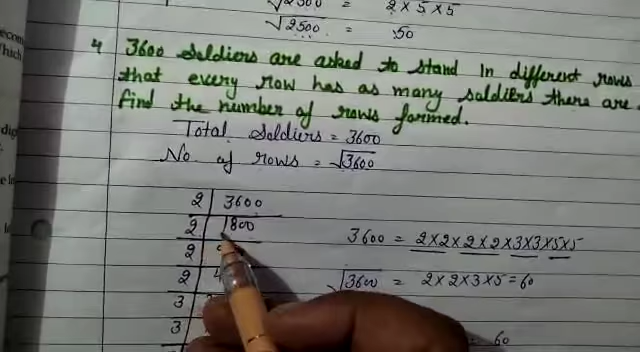 √2500 = 2×5×5
√2500 = 50
4 3600 Soldiers are asked to stand in different rows
that every row has as many soldiers there are
find the number of rows formed.
Total Soldiers = 3600
No. of rows = √3600
2 3600
2 1800
2
2 4
3
3
3600 = 2×2×2×2×3×3×5×5
√3600 = 2×2×3×5=60
60